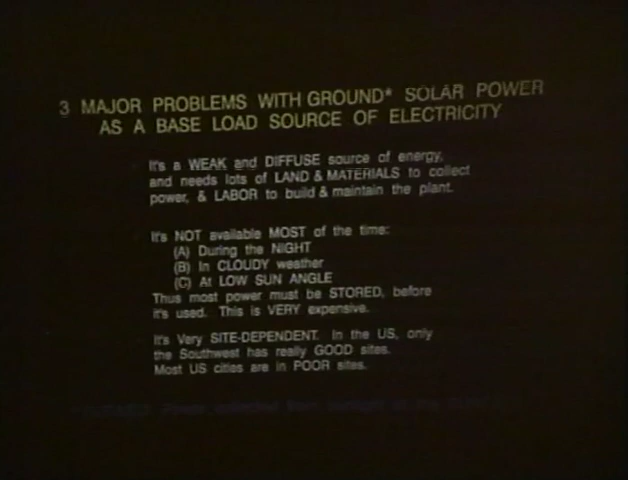 3 MAJOR PROBLEMS WITH GROUND* SOLAR POWER
AS A BASE LOAD SOURCE OF ELECTRICITY
It's a WEAK and DIFFUSE source of energy,
and needs lots of LAND & MATERIALS to collect
power, & LABOR to build & maintain the plant.
It's NOT available MOST of the time:
(A) During the NIGHT
(B) In CLOUDY weather
(C) At LOW SUN ANGLE
Thus most power must be STORED, before
it's used. This is VERY expensive.
It's Very SITE-DEPENDENT. In the US, only
the Southwest has really GOOD sites.
Most US cities are in POOR sites.